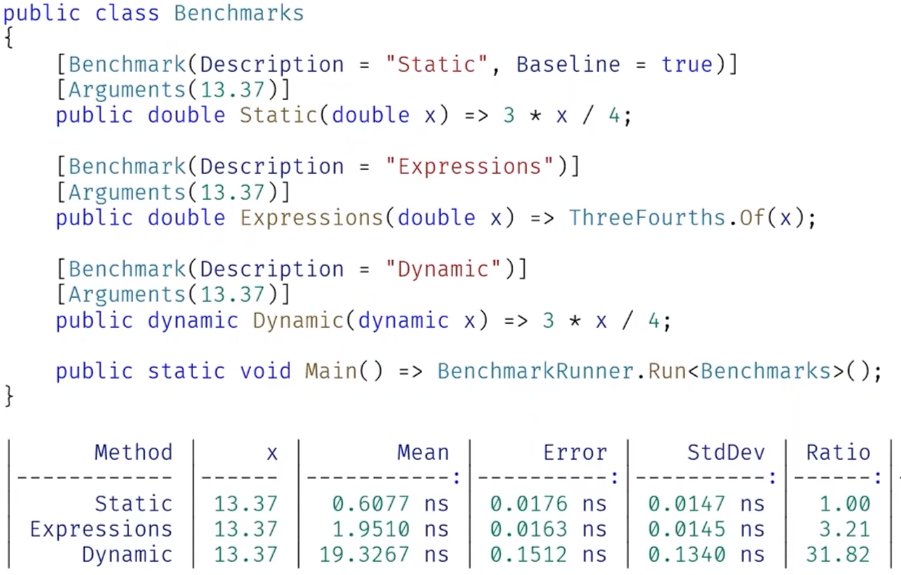 public class Benchmarks
{
    [Benchmark(Description = "Static", Baseline = true)]
    [Arguments(13.37)]
    public double Static(double x) => 3 * x / 4;

    [Benchmark(Description = "Expressions")]
    [Arguments(13.37)]
    public double Expressions(double x) => ThreeFourths.Of(x);

    [Benchmark(Description = "Dynamic")]
    [Arguments(13.37)]
    public dynamic Dynamic(dynamic x) => 3 * x / 4;

    public static void Main() => BenchmarkRunner.Run<Benchmarks>();
}

|      Method |     x |       Mean |     Error |    StdDev | Ratio |
|------------ |------ |-----------:|----------:|----------:|------:|-
|      Static | 13.37 |  0.6077 ns | 0.0176 ns | 0.0147 ns |  1.00 |
| Expressions | 13.37 |  1.9510 ns | 0.0163 ns | 0.0145 ns |  3.21 |
|     Dynamic | 13.37 | 19.3267 ns | 0.1512 ns | 0.1340 ns | 31.82 |